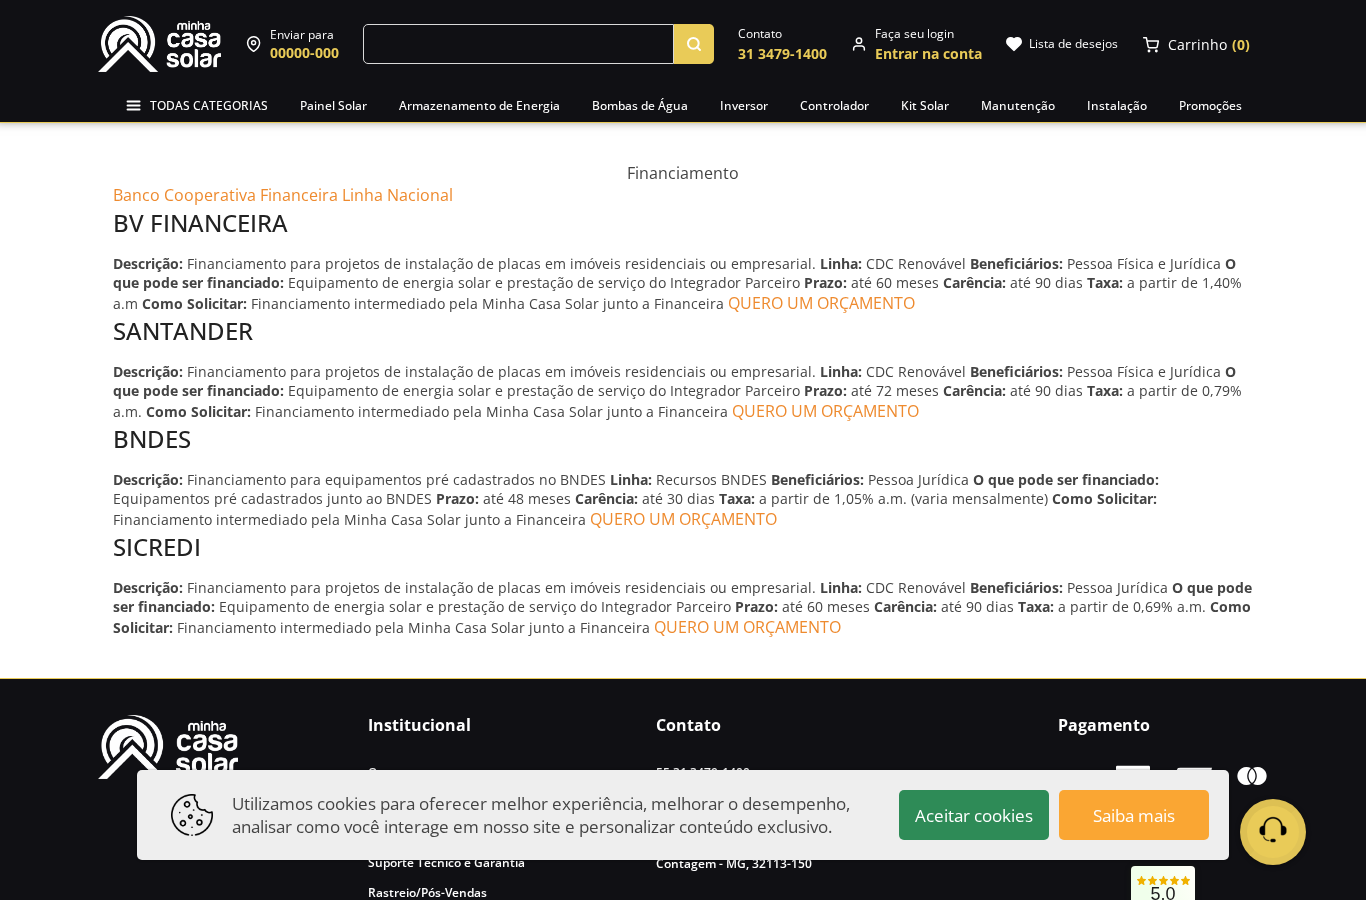 minha
casa
solar
Enviar para
00000-000
Contato
31 3479-1400
Faça seu login
Entrar na conta
Lista de desejos
Carrinho (0)
TODAS CATEGORIAS
Painel Solar
Armazenamento de Energia
Bombas de Água
Inversor
Controlador
Kit Solar
Manutenção
Instalação
Promoções
Financiamento
Banco Cooperativa Financeira Linha Nacional
BV FINANCEIRA
Descrição: Financiamento para projetos de instalação de placas em imóveis residenciais ou empresarial. Linha: CDC Renovável Beneficiários: Pessoa Física e Jurídica O
que pode ser financiado: Equipamento de energia solar e prestação de serviço do Integrador Parceiro Prazo: até 60 meses Carência: até 90 dias Taxa: a partir de 1,40%
a.m Como Solicitar: Financiamento intermediado pela Minha Casa Solar junto a Financeira QUERO UM ORÇAMENTO
SANTANDER
Descrição: Financiamento para projetos de instalação de placas em imóveis residenciais ou empresarial. Linha: CDC Renovável Beneficiários: Pessoa Física e Jurídica O
que pode ser financiado: Equipamento de energia solar e prestação de serviço do Integrador Parceiro Prazo: até 72 meses Carência: até 90 dias Taxa: a partir de 0,79%
a.m. Como Solicitar: Financiamento intermediado pela Minha Casa Solar junto a Financeira QUERO UM ORÇAMENTO
BNDES
Descrição: Financiamento para equipamentos pré cadastrados no BNDES Linha: Recursos BNDES Beneficiários: Pessoa Jurídica O que pode ser financiado:
Equipamentos pré cadastrados junto ao BNDES Prazo: até 48 meses Carência: até 30 dias Taxa: a partir de 1,05% a.m. (varia mensalmente) Como Solicitar:
Financiamento intermediado pela Minha Casa Solar junto a Financeira QUERO UM ORÇAMENTO
SICREDI
Descrição: Financiamento para projetos de instalação de placas em imóveis residenciais ou empresarial. Linha: CDC Renovável Beneficiários: Pessoa Jurídica O que pode
ser financiado: Equipamento de energia solar e prestação de serviço do Integrador Parceiro Prazo: até 60 meses Carência: até 90 dias Taxa: a partir de 0,69% a.m. Como
Solicitar: Financiamento intermediado pela Minha Casa Solar junto a Financeira QUERO UM ORÇAMENTO
minha
casa
solar
Institucional
Contato
Pagamento
55 31 3479-1400
Utilizamos cookies para oferecer melhor experiência, melhorar o desempenho,
analisar como você interage em nosso site e personalizar conteúdo exclusivo.
Aceitar cookies
Saiba mais
Suporte Técnico e Garantia
Rastreio/Pós-Vendas
Contagem - MG, 32113-150
5.0